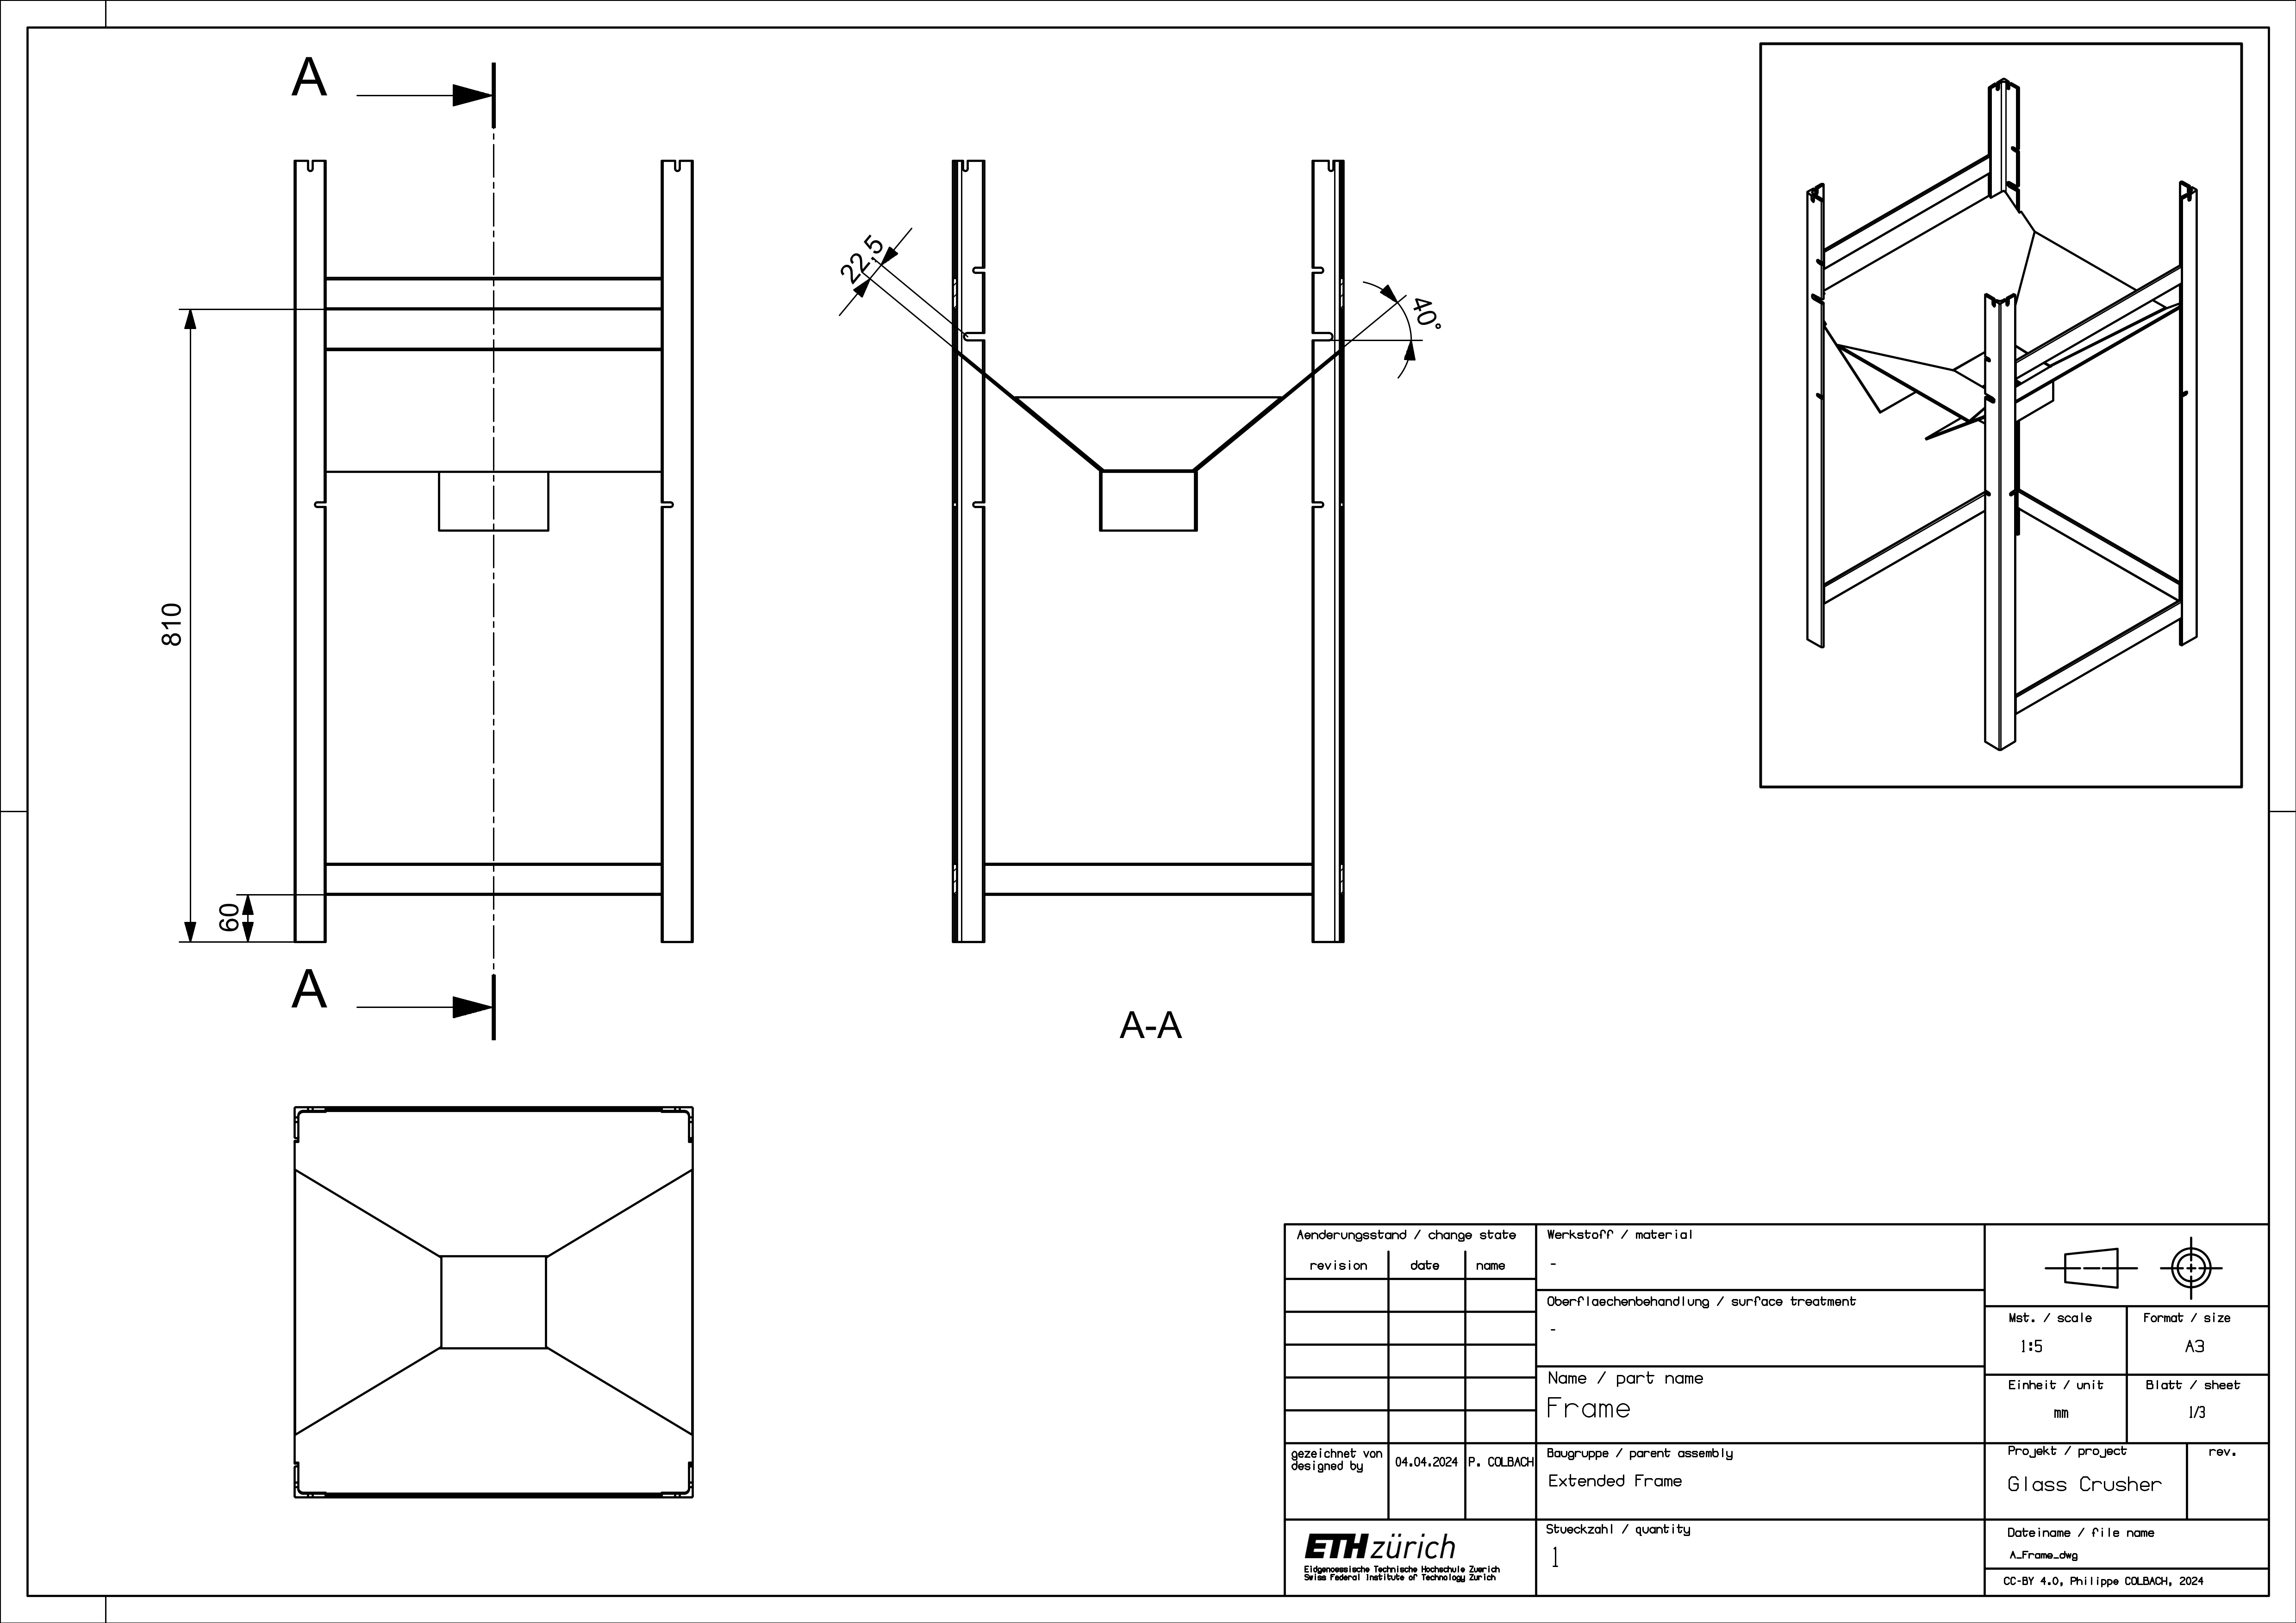 A
22,5
40°
810
60
A
A-A
Aenderungsstand / change state
revision date name
gezeichnet von
designed by
04.04.2024 P. COLBACH
ETH zürich
Eidgenoessische Technische Hochschule Zuerich
Swiss Federal Institute of Technology Zurich
Werkstoff / material
-
Oberflaechenbehandlung / surface treatment
-
Name / part name
Frame
Baugruppe / parent assembly
Extended Frame
Stueckzahl / quantity
1
Mst. / scale
1:5
Format / size
A3
Einheit / unit
mm
Blatt / sheet
1/3
Projekt / project
Glass Crusher
rev.
Dateiname / file name
A_Frame_dwg
CC-BY 4.0, Philippe COLBACH, 2024